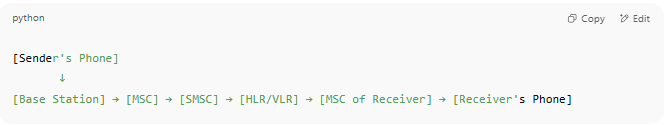 python Copy Edit
[Sender's Phone]
↓
[Base Station] → [MSC] → [SMSC] → [HLR/VLR] → [MSC of Receiver] → [Receiver's Phone]